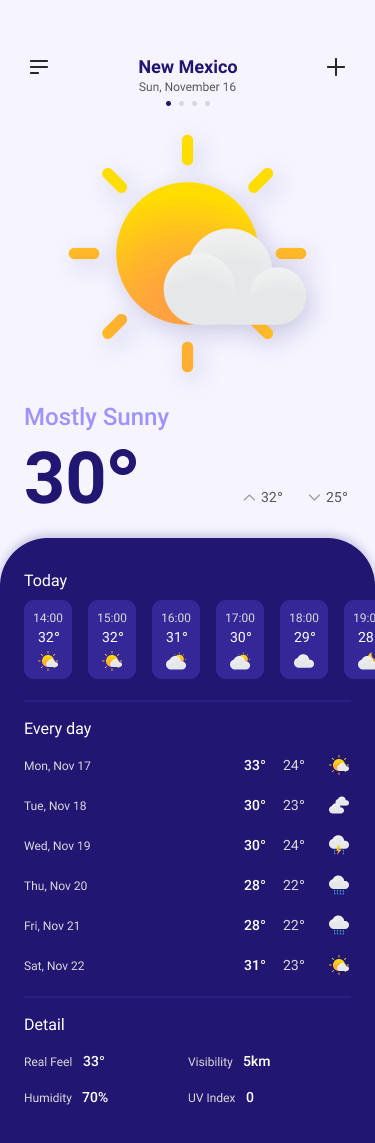 New Mexico
Sun, November 16
Mostly Sunny
30°
32° 25°
Today
14:00 15:00 16:00 17:00 18:00 19:0
32° 32° 31° 30° 29° 28
Every day
Mon, Nov 17 33° 24°
Tue, Nov 18 30° 23°
Wed, Nov 19 30° 24°
Thu, Nov 20 28° 22°
Fri, Nov 21 28° 22°
Sat, Nov 22 31° 23°
Detail
Real Feel 33° Visibility 5km
Humidity 70% UV Index 0